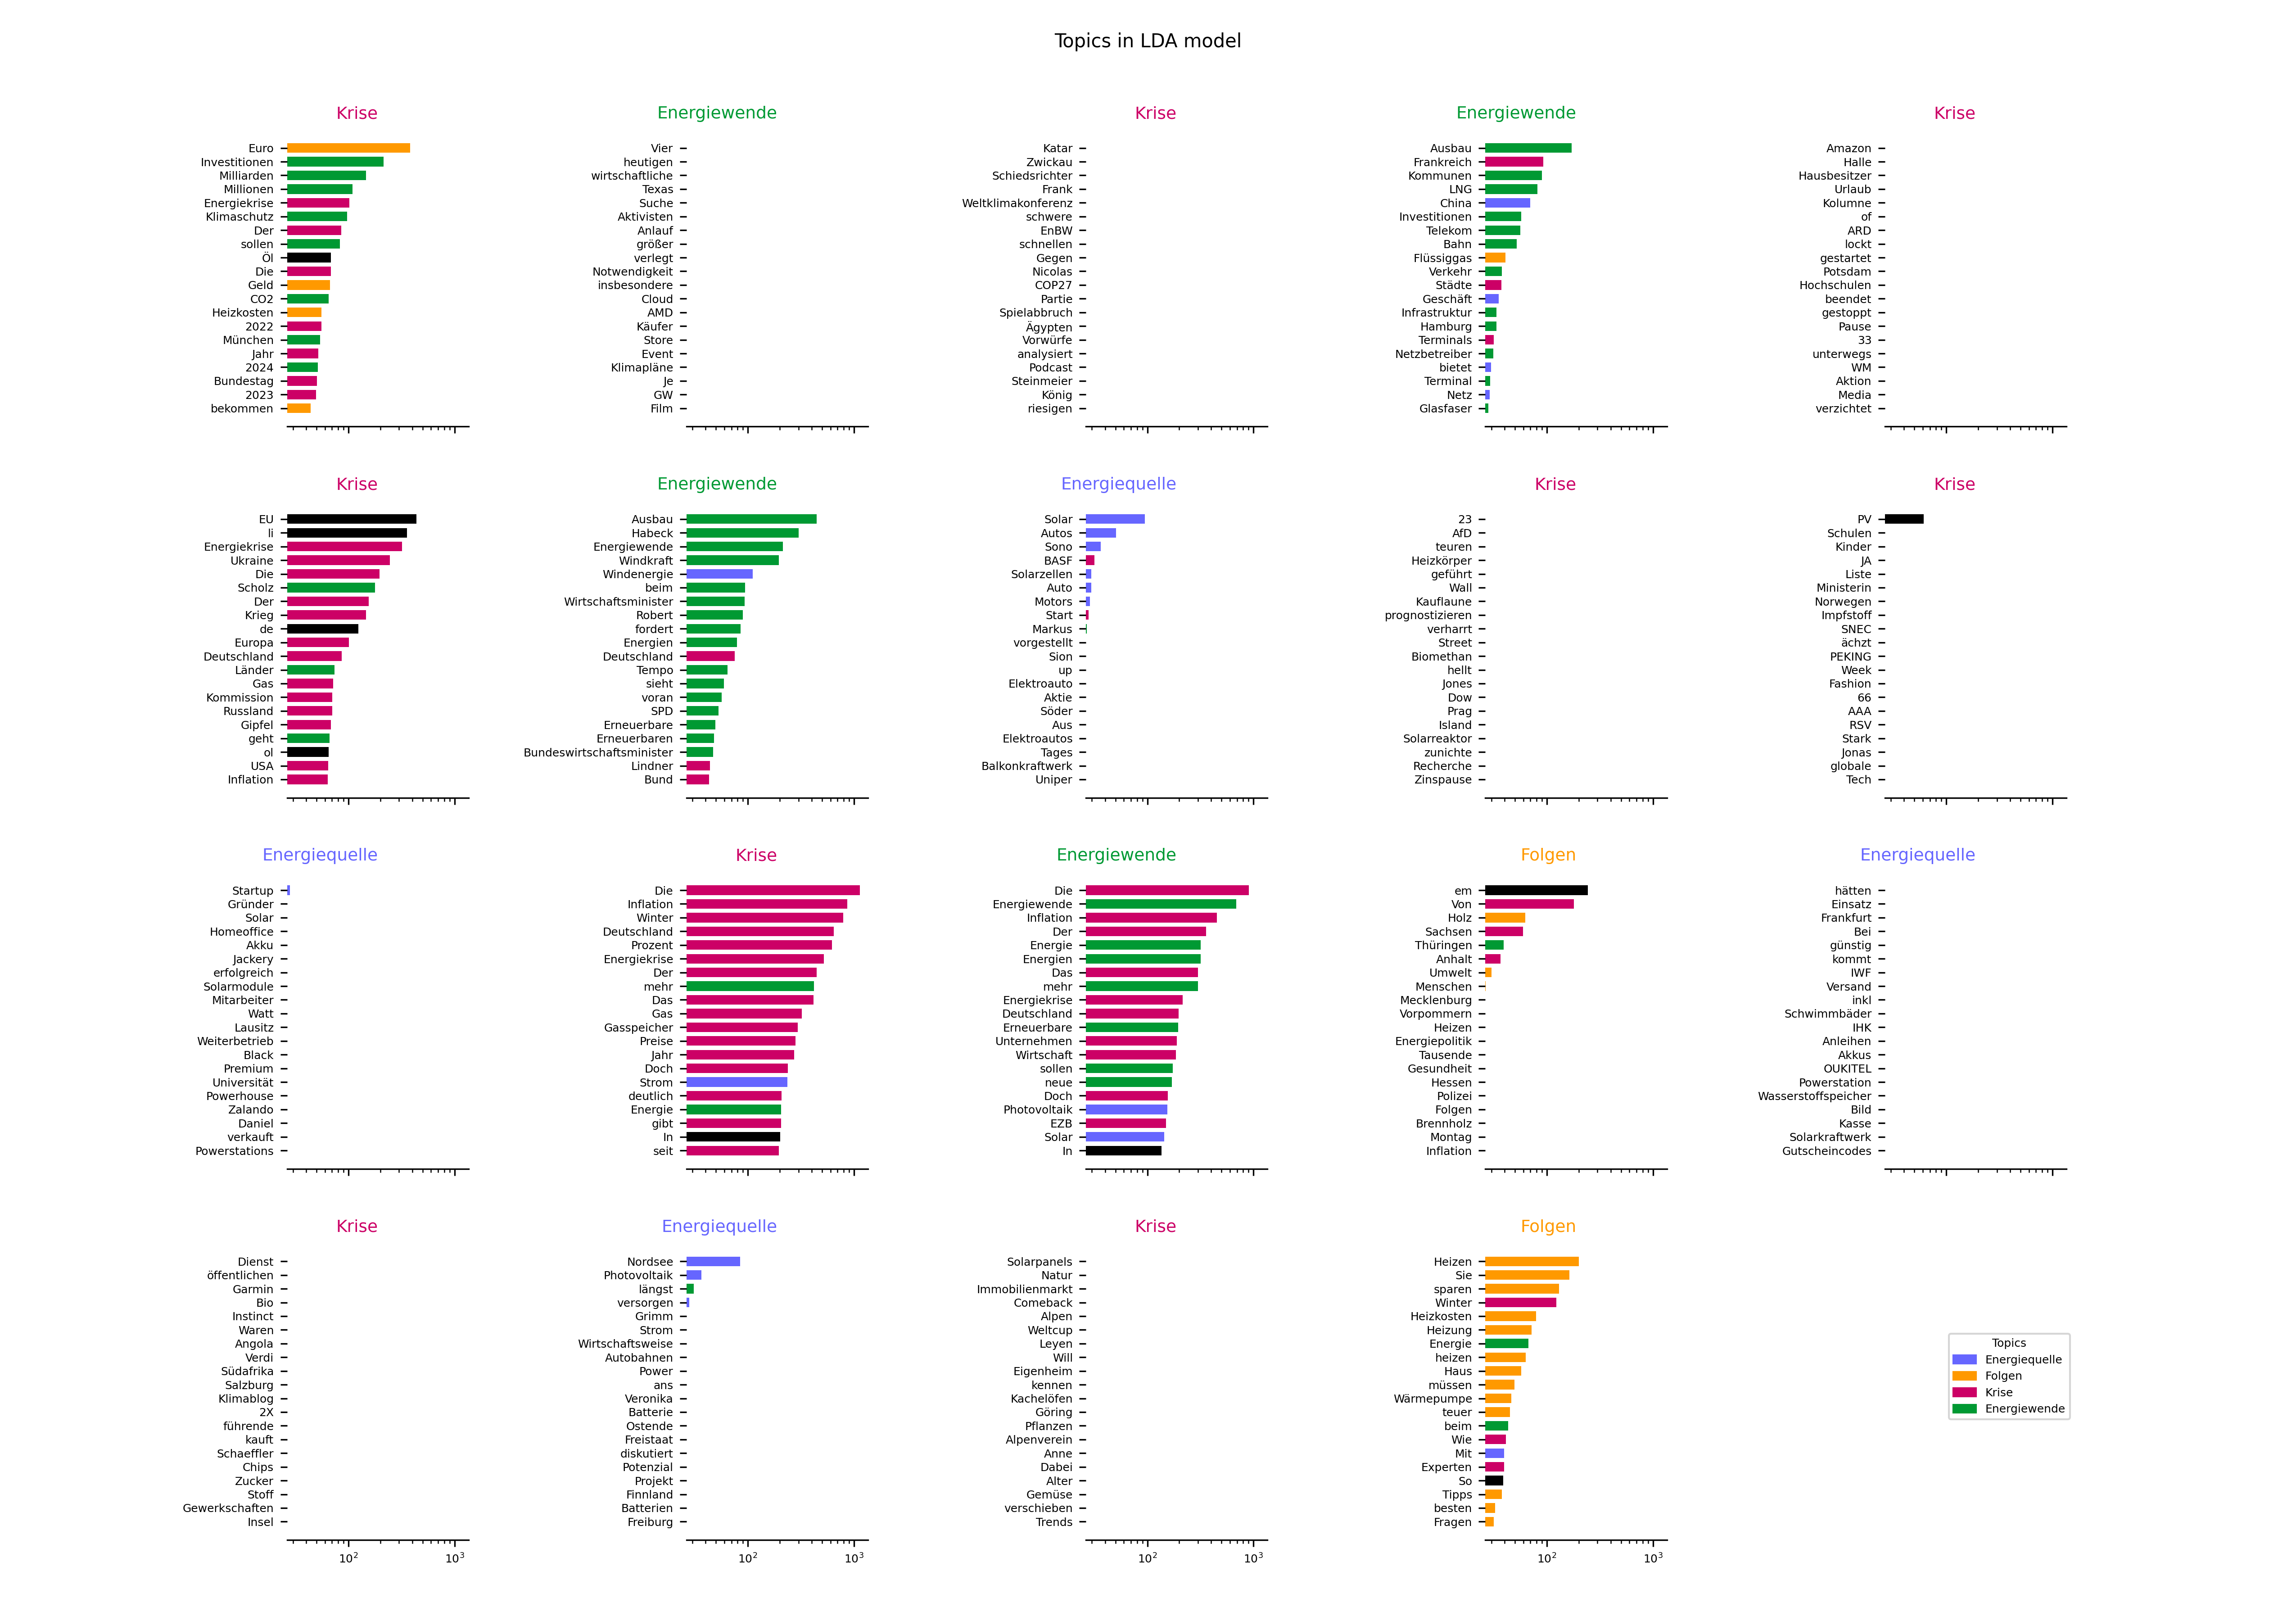 Topics in LDA model
Krise
Euro
Investitionen
Milliarden
Millionen
Energiekrise
Klimaschutz
Der
sollen
Öl
Die
Geld
CO2
Heizkosten
2022
München
Jahr
2024
Bundestag
2023
bekommen
Energiewende
Vier
heutigen
wirtschaftliche
Texas
Suche
Aktivisten
Anlauf
größer
verlegt
Notwendigkeit
insbesondere
Cloud
AMD
Käufer
Store
Event
Klimapläne
Je
GW
Film
Krise
Katar
Zwickau
Schiedsrichter
Frank
Weltklimakonferenz
schwere
EnBW
schnellen
Gegen
Nicolas
COP27
Partie
Spielabbruch
Ägypten
Vorwürfe
analysiert
Podcast
Steinmeier
König
riesigen
Energiewende
Ausbau
Frankreich
Kommunen
LNG
China
Investitionen
Telekom
Bahn
Flüssiggas
Verkehr
Städte
Geschäft
Infrastruktur
Hamburg
Terminals
Netzbetreiber
bietet
Terminal
Netz
Glasfaser
Krise
Amazon
Halle
Hausbesitzer
Urlaub
Kolumne
of
ARD
lockt
gestartet
Potsdam
Hochschulen
beendet
gestoppt
Pause
33
unterwegs
WM
Aktion
Media
verzichtet
Krise
EU
li
Energiekrise
Ukraine
Die
Scholz
Der
Krieg
de
Europa
Deutschland
Länder
Gas
Kommission
Russland
Gipfel
geht
ol
USA
Inflation
Energiewende
Ausbau
Habeck
Energiewende
Windkraft
Windenergie
beim
Wirtschaftsminister
Robert
fordert
Energien
Deutschland
Tempo
sieht
voran
SPD
Erneuerbare
Erneuerbaren
Bundeswirtschaftsminister
Lindner
Bund
Energiequelle
Solar
Autos
Sono
BASF
Solarzellen
Auto
Motors
Start
Markus
vorgestellt
Sion
up
Elektroauto
Aktie
Söder
Aus
Elektroautos
Tages
Balkonkraftwerk
Uniper
Krise
23
AfD
teuren
Heizkörper
geführt
Wall
Kauflaune
prognostizieren
verharrt
Street
Biomethan
hellt
Jones
Dow
Prag
Island
Solarreaktor
zunichte
Recherche
Zinspause
Krise
PV
Schulen
Kinder
JA
Liste
Ministerin
Norwegen
Impfstoff
SNEC
ächzt
PEKING
Week
Fashion
66
AAA
RSV
Stark
Jonas
globale
Tech
Energiequelle
Startup
Gründer
Solar
Homeoffice
Akku
Jackery
erfolgreich
Solarmodule
Mitarbeiter
Watt
Lausitz
Weiterbetrieb
Black
Premium
Universität
Powerhouse
Zalando
Daniel
verkauft
Powerstations
Krise
Die
Inflation
Winter
Deutschland
Prozent
Energiekrise
Der
mehr
Das
Gas
Gasspeicher
Preise
Jahr
Doch
Strom
deutlich
Energie
gibt
In
seit
Energiewende
Die
Energiewende
Inflation
Der
Energie
Energien
Das
mehr
Energiekrise
Deutschland
Erneuerbare
Unternehmen
Wirtschaft
sollen
neue
Doch
Photovoltaik
EZB
Solar
In
Folgen
em
Von
Holz
Sachsen
Thüringen
Anhalt
Umwelt
Menschen
Mecklenburg
Vorpommern
Heizen
Energiepolitik
Tausende
Gesundheit
Hessen
Polizei
Folgen
Brennholz
Montag
Inflation
Energiequelle
hätten
Einsatz
Frankfurt
Bei
günstig
kommt
IWF
Versand
inkl
Schwimmbäder
IHK
Anleihen
Akkus
OUKITEL
Powerstation
Wasserstoffspeicher
Bild
Kasse
Solarkraftwerk
Gutscheincodes
Krise
Dienst
öffentlichen
Garmin
Bio
Instinct
Waren
Angola
Verdi
Südafrika
Salzburg
Klimablog
2X
führende
kauft
Schaeffler
Chips
Zucker
Stoff
Gewerkschaften
Insel
10²
10³
Energiequelle
Nordsee
Photovoltaik
längst
versorgen
Grimm
Strom
Wirtschaftsweise
Autobahnen
Power
ans
Veronika
Batterie
Ostende
Freistaat
diskutiert
Potenzial
Projekt
Finnland
Batterien
Freiburg
10²
10³
Krise
Solarpanels
Natur
Immobilienmarkt
Comeback
Alpen
Weltcup
Leyen
Will
Eigenheim
kennen
Kachelöfen
Göring
Pflanzen
Alpenverein
Anne
Dabei
Alter
Gemüse
verschieben
Trends
10²
10³
Folgen
Heizen
Sie
sparen
Winter
Heizkosten
Heizung
Energie
heizen
Haus
müssen
Wärmepumpe
teuer
beim
Wie
Mit
Experten
So
Tipps
besten
Fragen
10²
10³
Topics
Energiequelle
Folgen
Krise
Energiewende